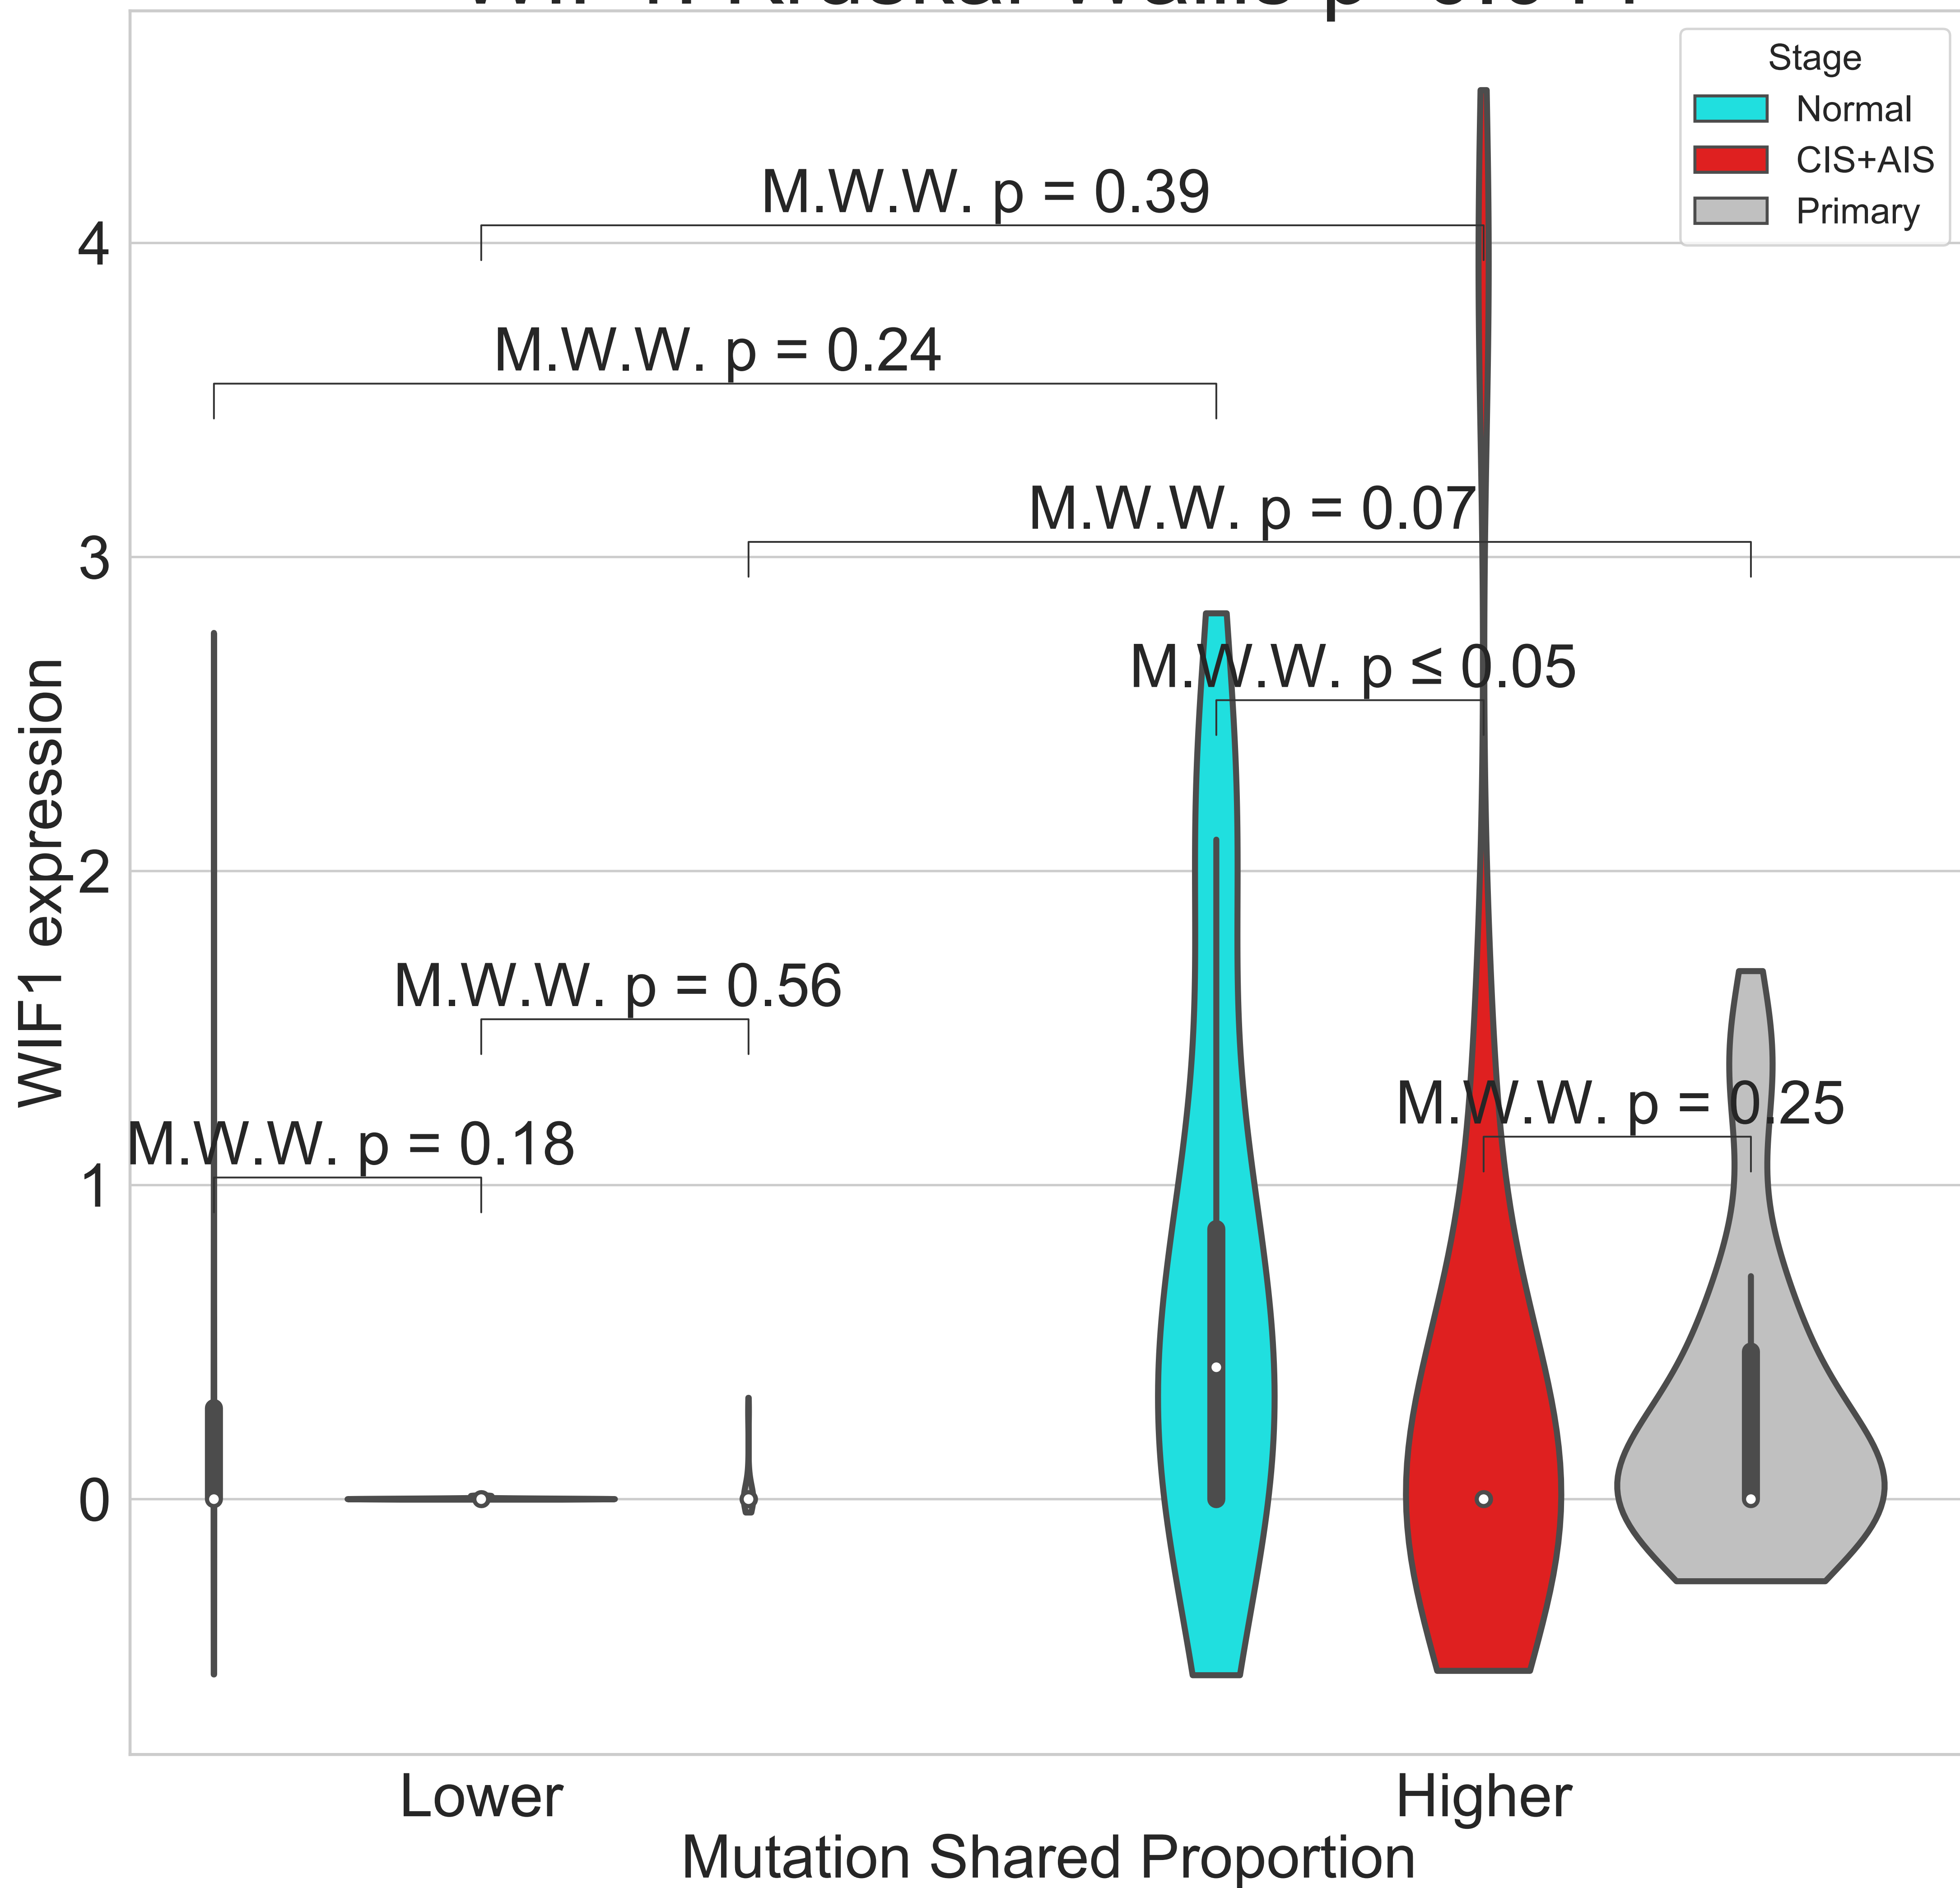 Stage
Normal
CIS+AIS
Primary
M.W.W. p = 0.39
M.W.W. p = 0.24
M.W.W. p = 0.07
M.W.W. p ≤ 0.05
M.W.W. p = 0.56
M.W.W. p = 0.25
M.W.W. p = 0.18
4
3
2
1
0
WIF1 expression
Lower
Higher
Mutation Shared Proportion